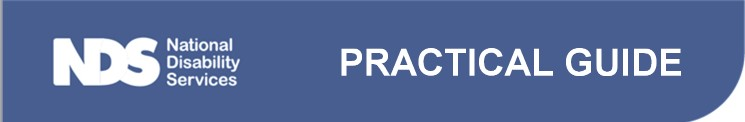 NDS National
Disability
Services
PRACTICAL GUIDE